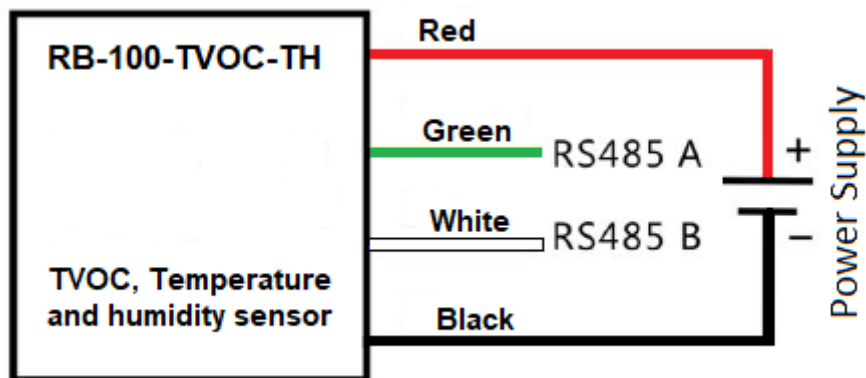 Red
RB-100-TVOC-TH
Green
RS485 A
+
White
RS485 B
−
TVOC, Temperature
and humidity sensor
Black
Power Supply